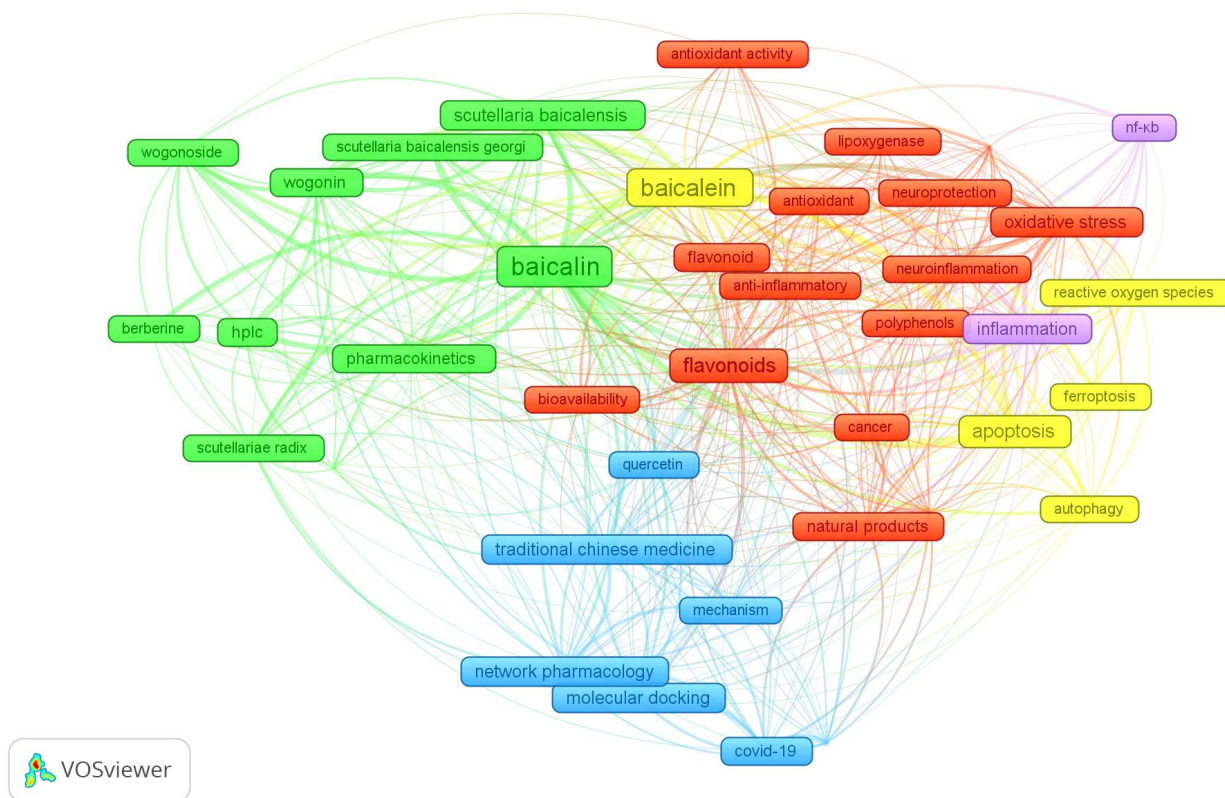 antioxidant activity
scutellaria baicalensis
nf-κb
lipoxygenase
scutellaria baicalensis georgi
wogonoside
wogonin
baicalein
neuroprotection
antioxidant
oxidative stress
flavonoid
baicalin
neuroinflammation
anti-inflammatory
reactive oxygen species
berberine
hplc
polyphenols
inflammation
pharmacokinetics
flavonoids
bioavailability
ferroptosis
cancer
apoptosis
scutellariae radix
quercetin
autophagy
natural products
traditional chinese medicine
mechanism
network pharmacology
molecular docking
covid-19
VOSviewer